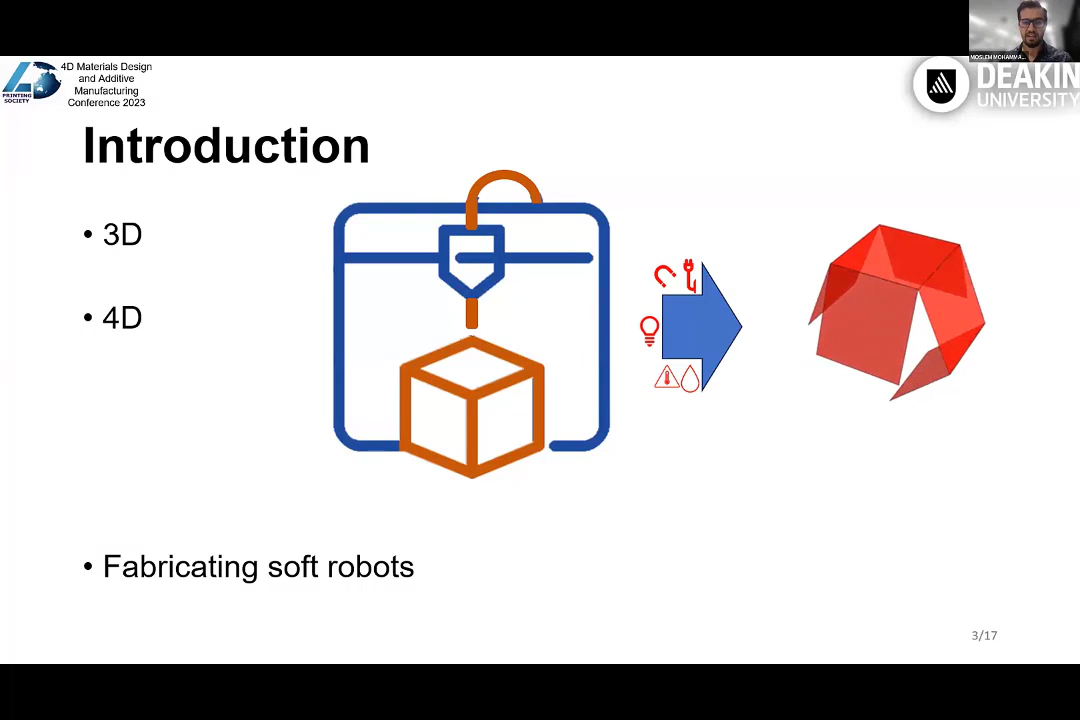 MOSLEM MOHAMMA...
PRINTING
SOCIETY
4D Materials Design
and Additive
Manufacturing
Conference 2023
DEAKIN
UNIVERSITY
Introduction
• 3D
• 4D
• Fabricating soft robots
3/17